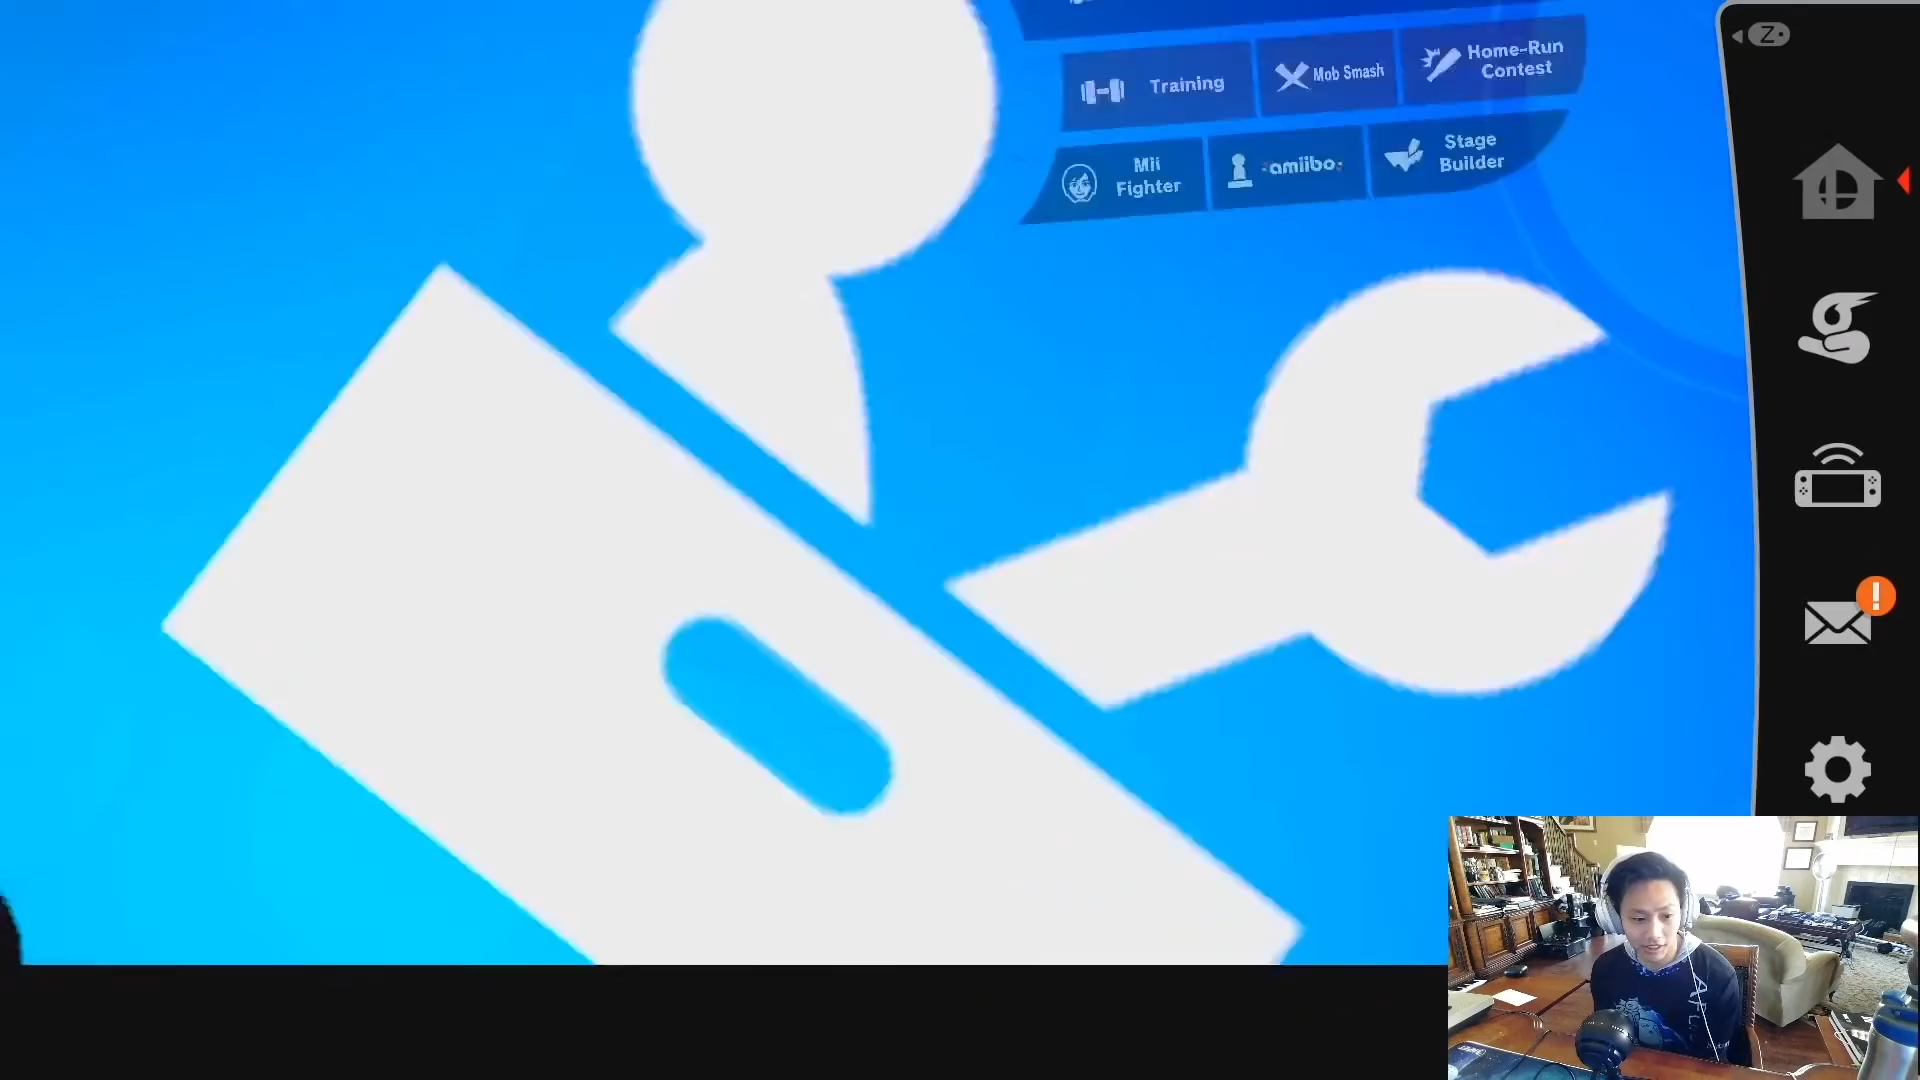 Training
Mob Smash
Home-Run
Contest
Mii
Fighter
amiibo
Stage
Builder
Z
!